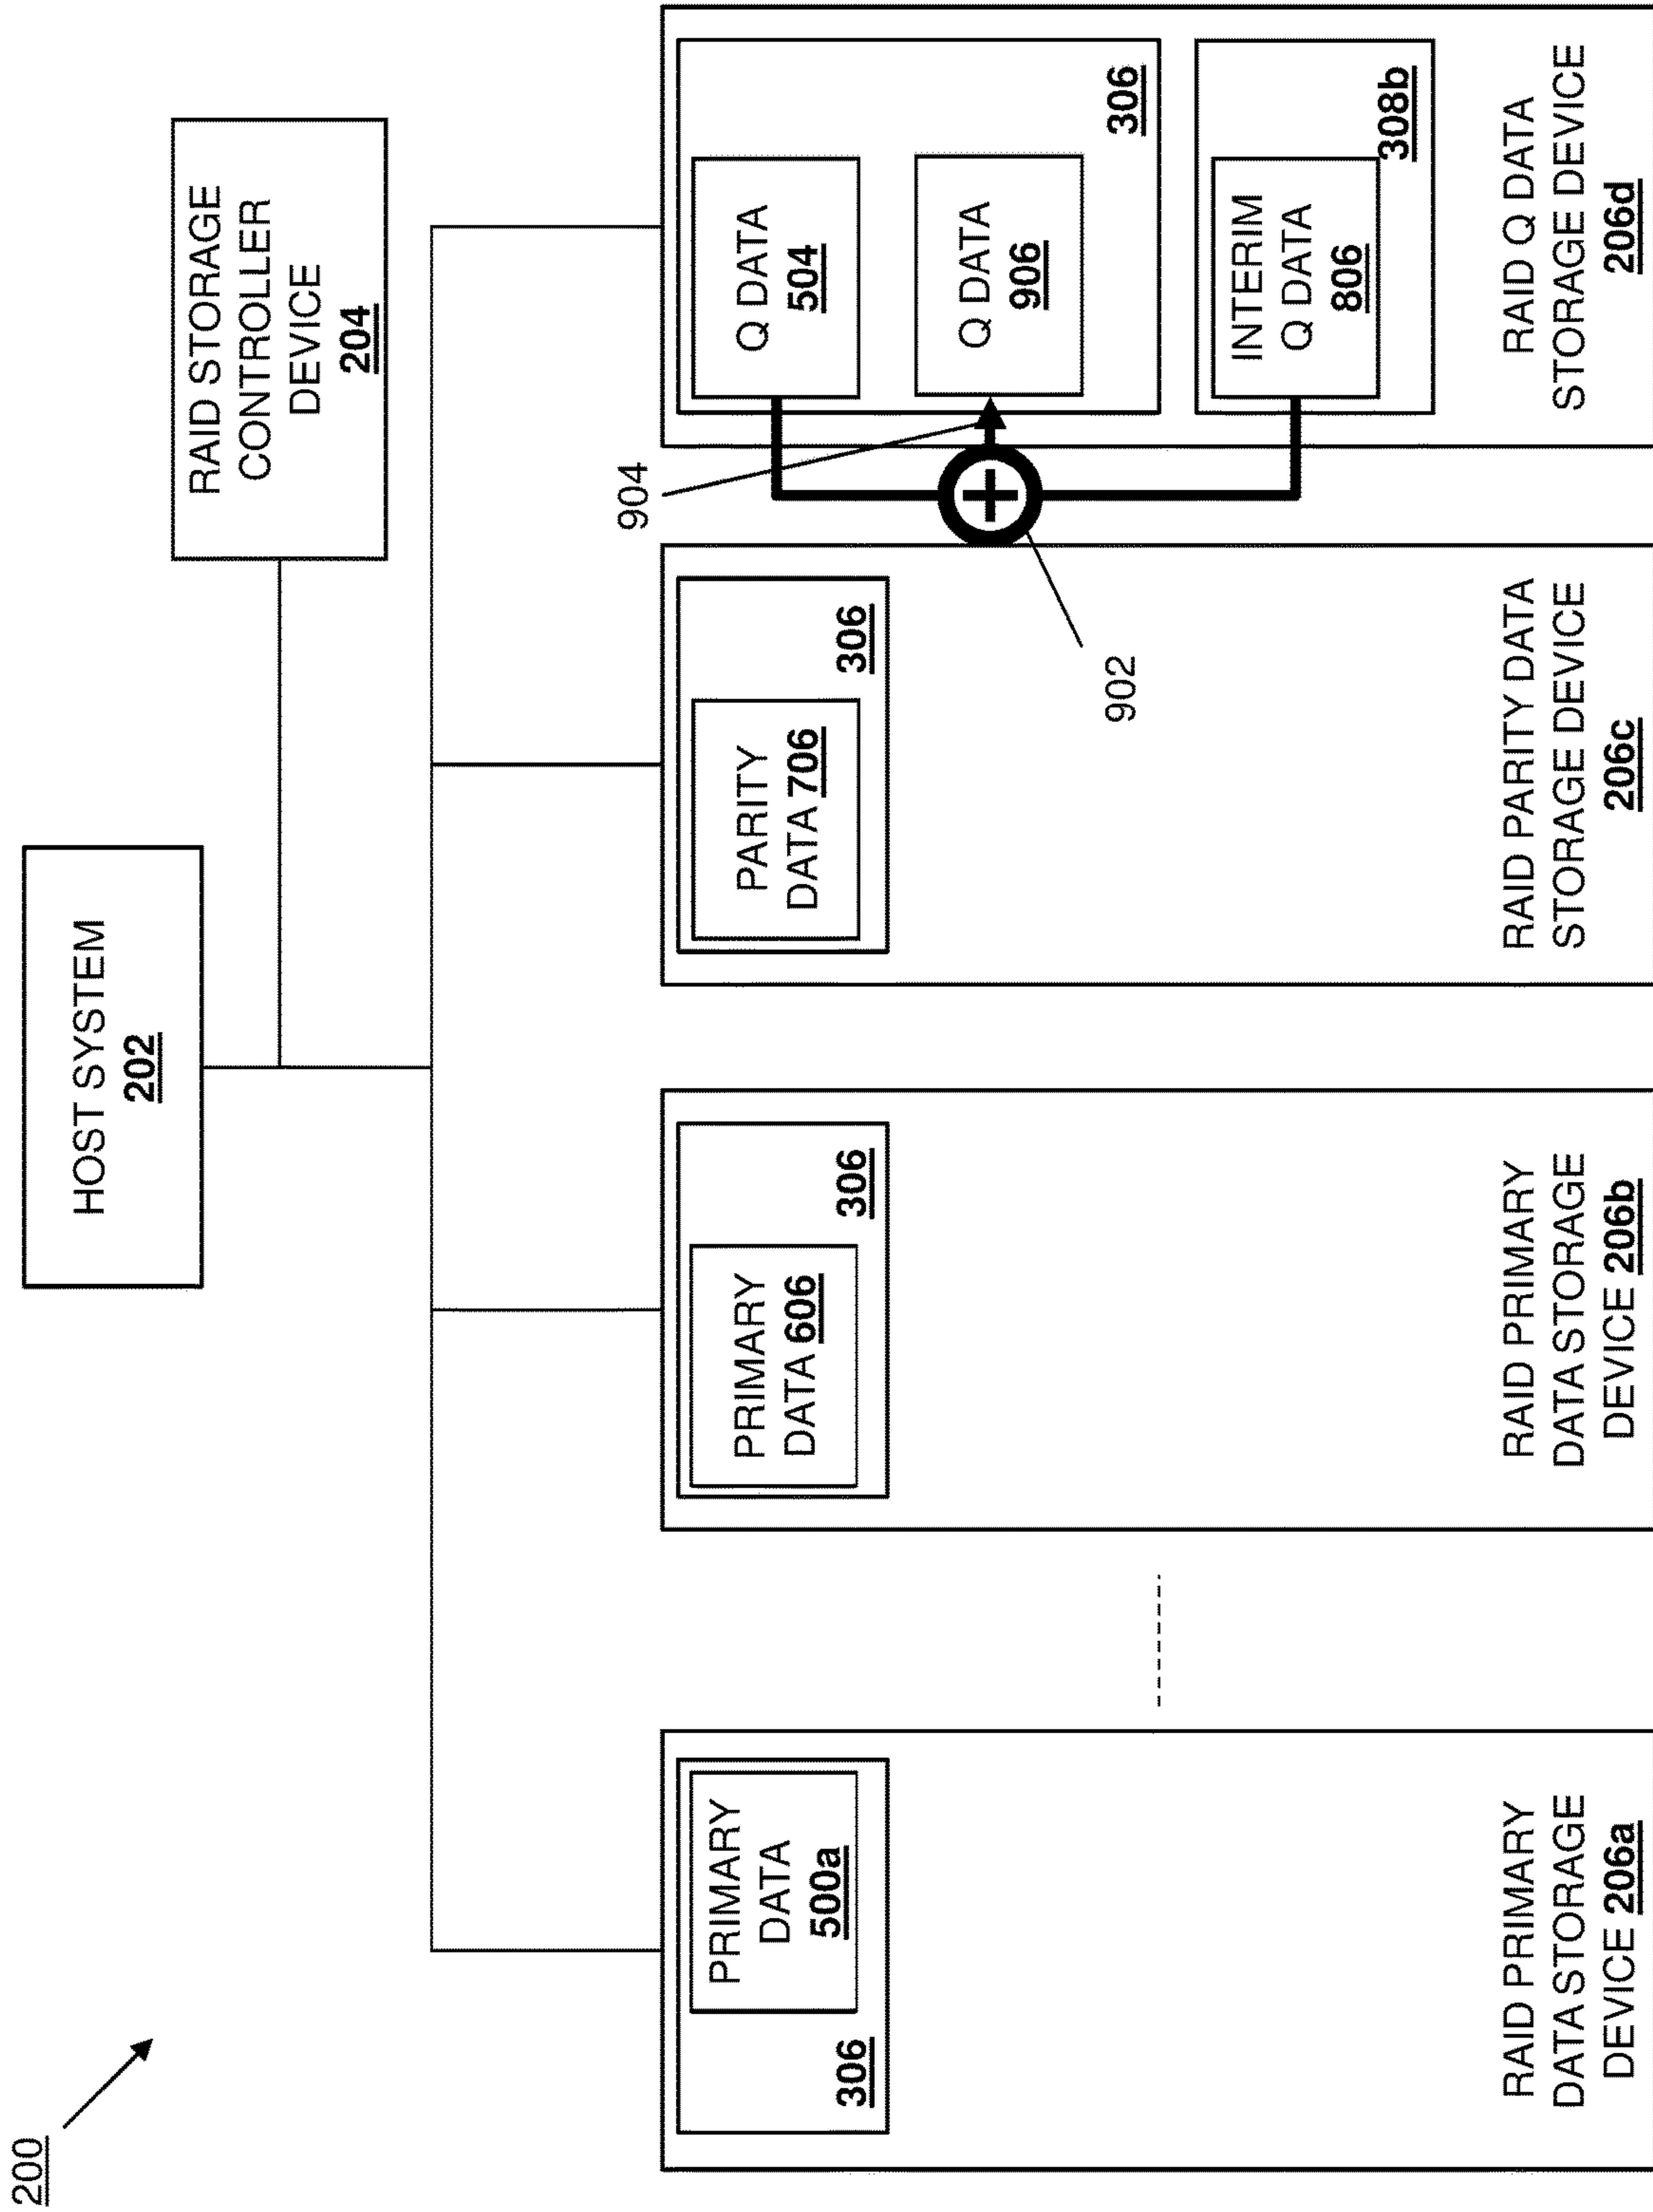 200
HOST SYSTEM
202
RAID STORAGE
CONTROLLER
DEVICE
204
PRIMARY
DATA
500a
306
RAID PRIMARY
DATA STORAGE
DEVICE 206a
PRIMARY
DATA 606
306
RAID PRIMARY
DATA STORAGE
DEVICE 206b
PARITY
DATA 706
306
RAID PARITY DATA
STORAGE DEVICE
206c
904
902
Q DATA
504
Q DATA
906
306
INTERIM
Q DATA
806
308b
RAID Q DATA
STORAGE DEVICE
206d